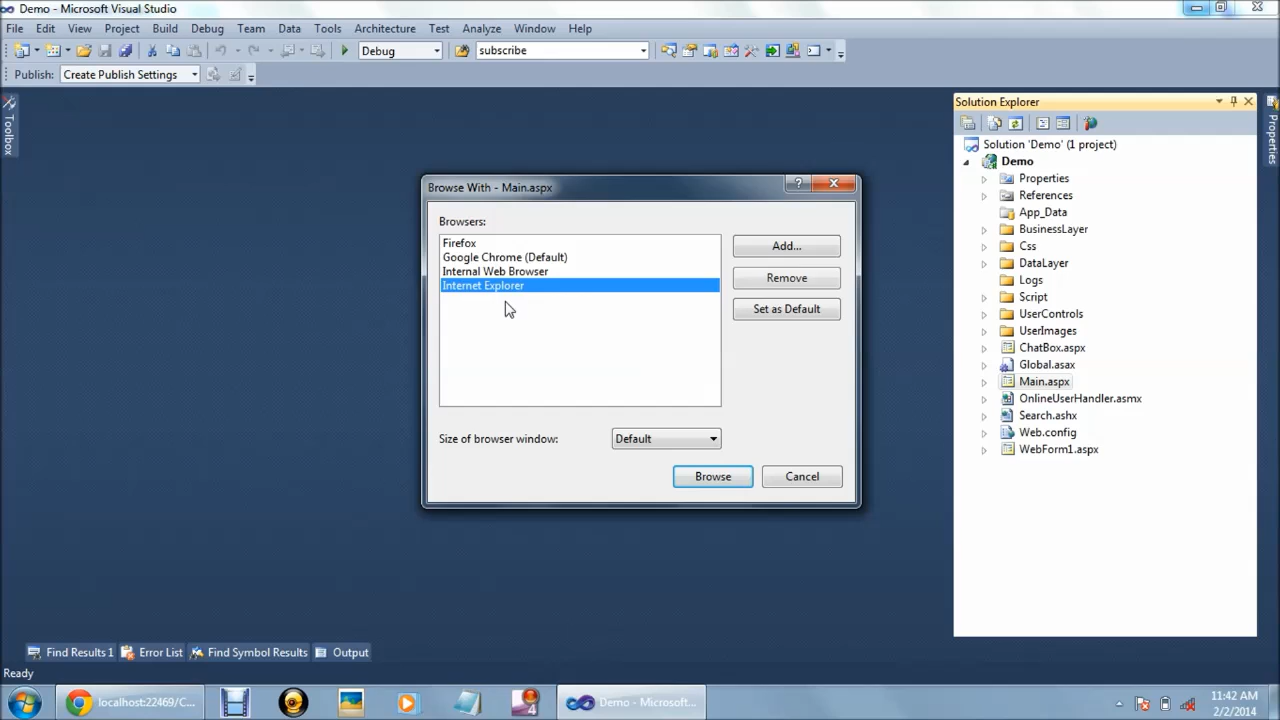 Demo - Microsoft Visual Studio
File Edit View Project Build Debug Team Data Tools Architecture Test Analyze Window Help
Debug subscribe
Publish: Create Publish Settings
Toolbox
Solution Explorer
Properties
Solution 'Demo' (1 project)
Demo
Properties
References
App_Data
BusinessLayer
Css
DataLayer
Logs
Script
UserControls
UserImages
ChatBox.aspx
Global.asax
Main.aspx
OnlineUserHandler.asmx
Search.ashx
Web.config
WebForm1.aspx
Browse With - Main.aspx
Browsers:
Firefox
Google Chrome (Default)
Internal Web Browser
Internet Explorer
Add...
Remove
Set as Default
Size of browser window: Default
Browse Cancel
Find Results 1 Error List Find Symbol Results Output
Ready
localhost:22469/C... Demo - Microsoft...
11:42 AM
2/2/2014